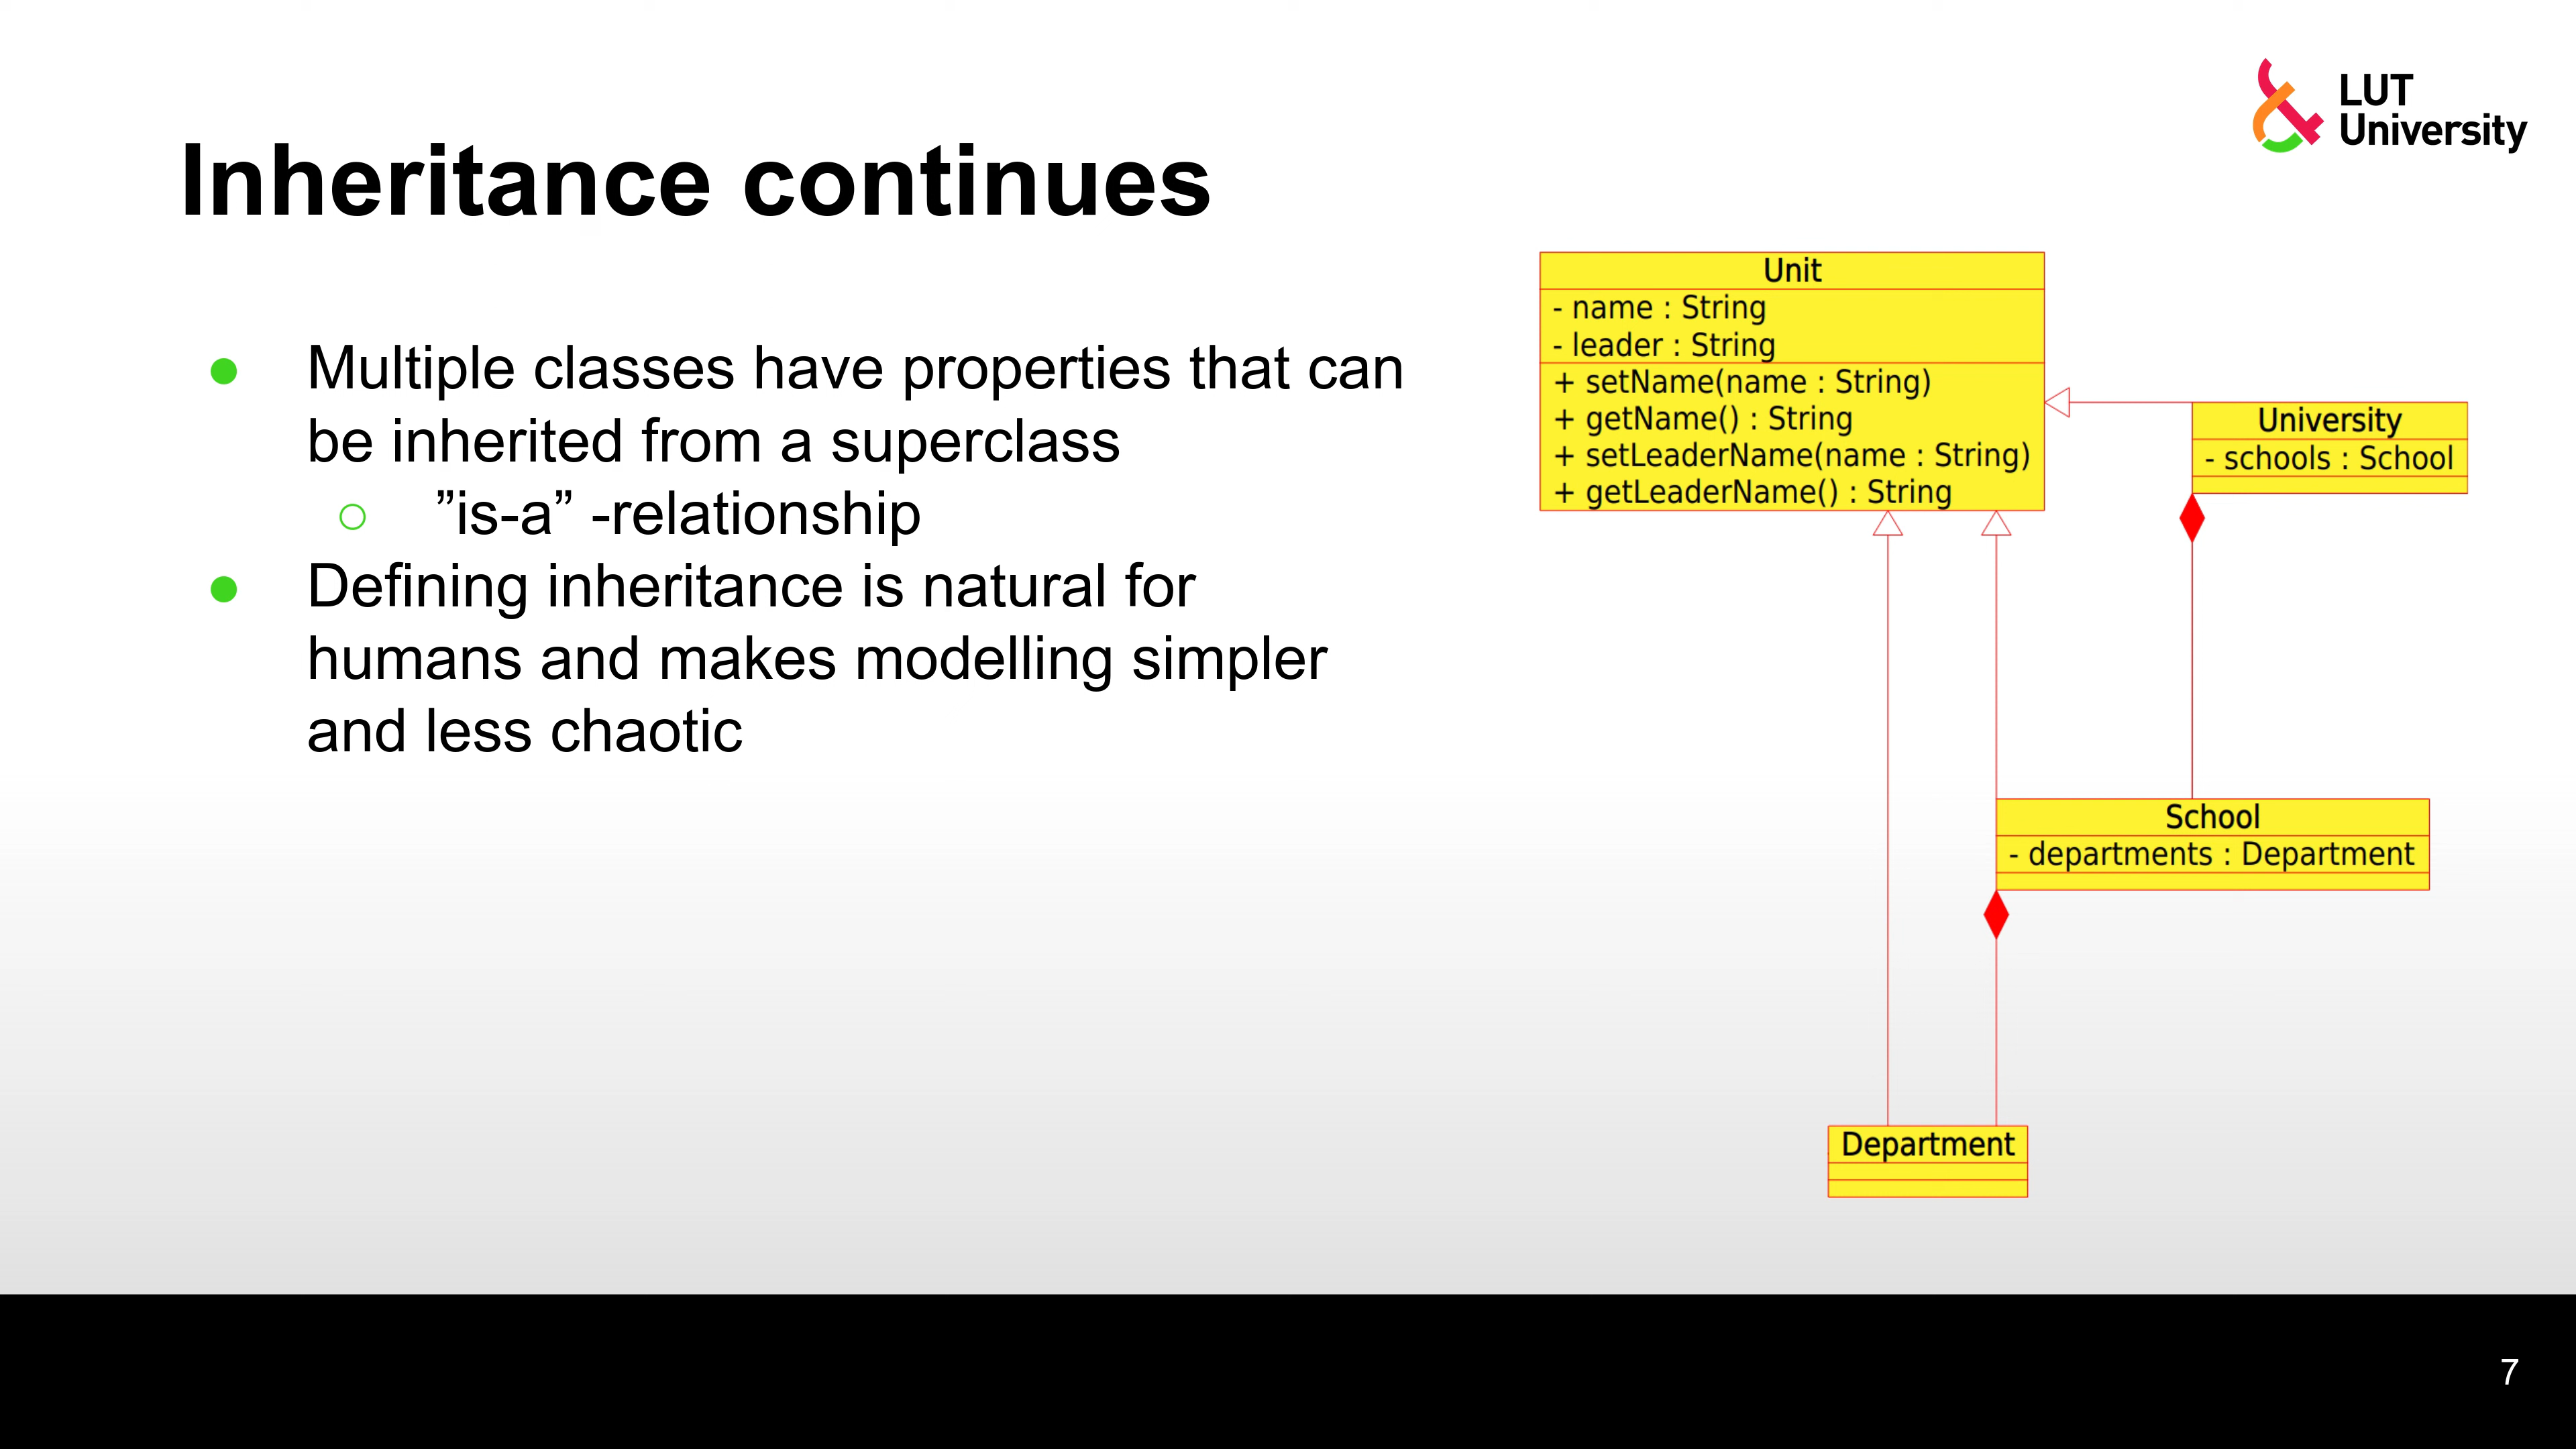 LUT
University
Inheritance continues
● Multiple classes have properties that can
be inherited from a superclass
○ ”is-a” -relationship
● Defining inheritance is natural for
humans and makes modelling simpler
and less chaotic
Unit
- name : String
- leader : String
+ setName(name : String)
+ getName() : String
+ setLeaderName(name : String)
+ getLeaderName() : String
University
- schools : School
School
- departments : Department
Department
7